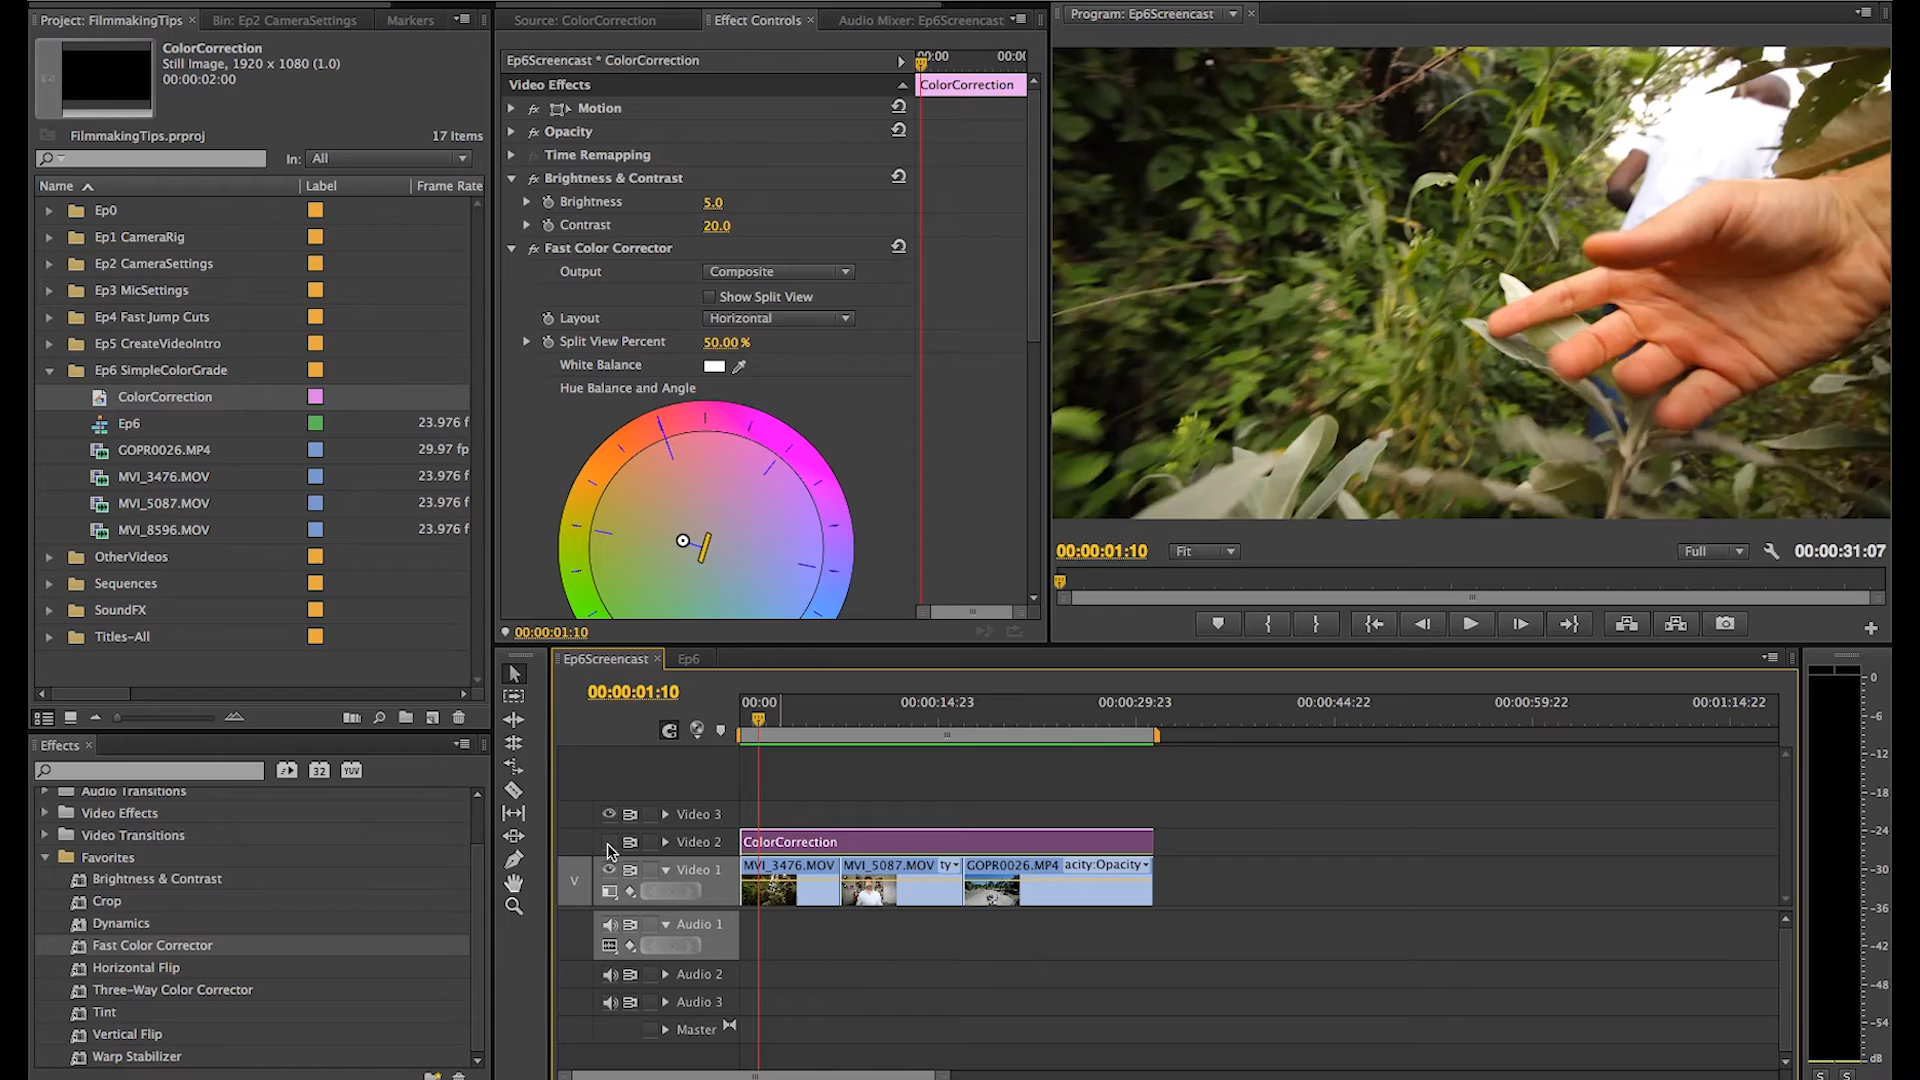 Project: FilmmakingTips
Bin: Ep2 CameraSettings
Markers
ColorCorrection
Still Image, 1920 x 1080 (1.0)
00:00:02:00
FilmmakingTips.prproj
17 Items
In: All
Name
Label
Frame Rate
Ep0
Ep1 CameraRig
Ep2 CameraSettings
Ep3 MicSettings
Ep4 Fast Jump Cuts
Ep5 CreateVideoIntro
Ep6 SimpleColorGrade
ColorCorrection
Ep6 23.976 f
GOPR0026.MP4 29.97 fp
MVI_3476.MOV 23.976 f
MVI_5087.MOV 23.976 f
MVI_8596.MOV 23.976 f
OtherVideos
Sequences
SoundFX
Titles-All
Effects
32
YUV
Audio Transitions
Video Effects
Video Transitions
Favorites
Brightness & Contrast
Crop
Dynamics
Fast Color Corrector
Horizontal Flip
Three-Way Color Corrector
Tint
Vertical Flip
Warp Stabilizer
Source: ColorCorrection
Effect Controls
Audio Mixer: Ep6Screencast
Ep6Screencast * ColorCorrection
Video Effects
ColorCorrection
fx Motion
fx Opacity
Time Remapping
fx Brightness & Contrast
Brightness 5.0
Contrast 20.0
fx Fast Color Corrector
Output Composite
Show Split View
Layout Horizontal
Split View Percent 50.00 %
White Balance
Hue Balance and Angle
00:00:01:10
Program: Ep6Screencast
00:00:01:10
Fit
Full
00:00:31:07
Ep6Screencast
Ep6
00:00:01:10
00:00
00:00:14:23
00:00:29:23
00:00:44:22
00:00:59:22
00:01:14:22
Video 3
Video 2
ColorCorrection
V
Video 1
MVI_3476.MOV
MVI_5087.MOV ty
GOPR0026.MP4 acity:Opacity
Audio 1
Audio 2
Audio 3
Master
0
-6
-12
-18
-24
-30
-36
-42
-48
-54
dB
S S